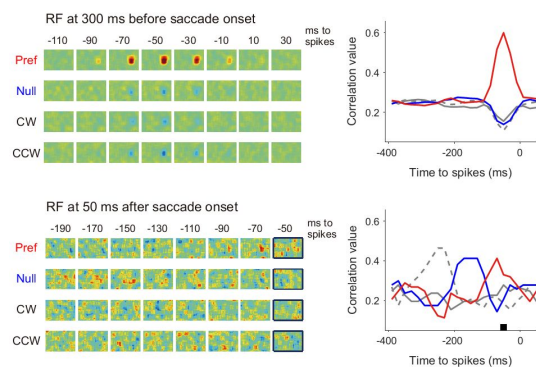 RF at 300 ms before saccade onset
-110 -90 -70 -50 -30 -10 10 30 ms to spikes
Pref
Null
CW
CCW
Correlation value
0.6
0.4
0.2
-400 -200 0
Time to spikes (ms)
RF at 50 ms after saccade onset
-190 -170 -150 -130 -110 -90 -70 -50 ms to spikes
Pref
Null
CW
CCW
Correlation value
0.6
0.4
0.2
-400 -200 0
Time to spikes (ms)